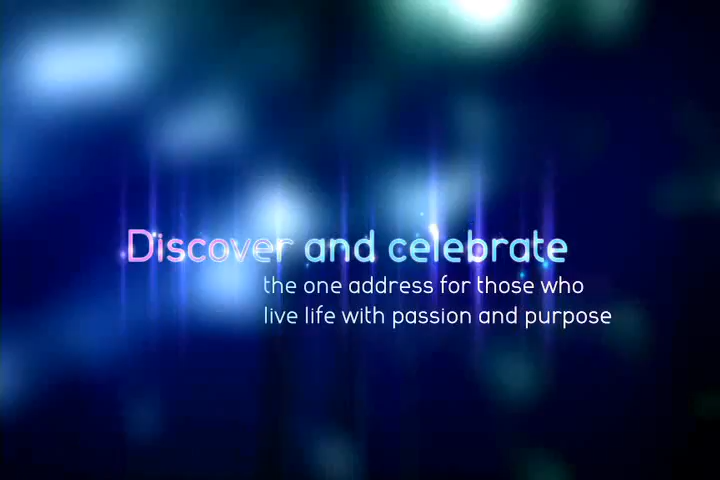 Discover and celebrate
the one address for those who
live life with passion and purpose